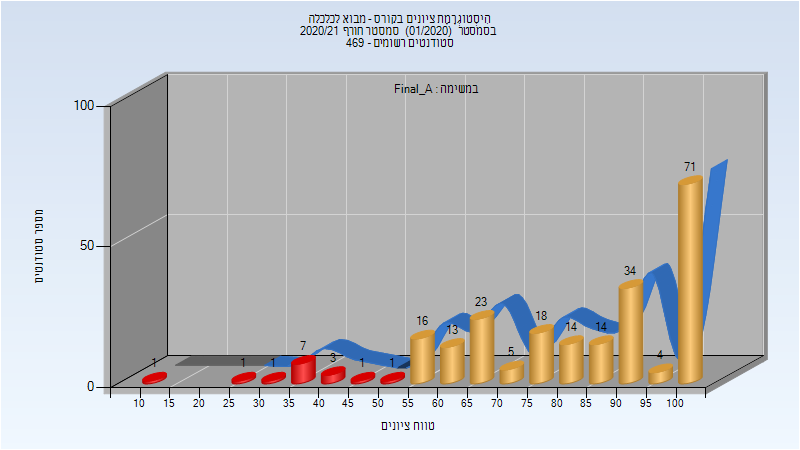 היסטוגרמת ציונים בקורס - מבוא לכלכלה
בסמסטר (01/2020) סמסטר חורף 2020/21
סטודנטים רשומים - 469
במשימה : Final_A
מספר סטודנטים
100
50
0
1
1
1
7
3
1
1
16
13
23
5
18
14
14
34
4
71
10 15 20 25 30 35 40 45 50 55 60 65 70 75 80 85 90 95 100
טווח ציונים